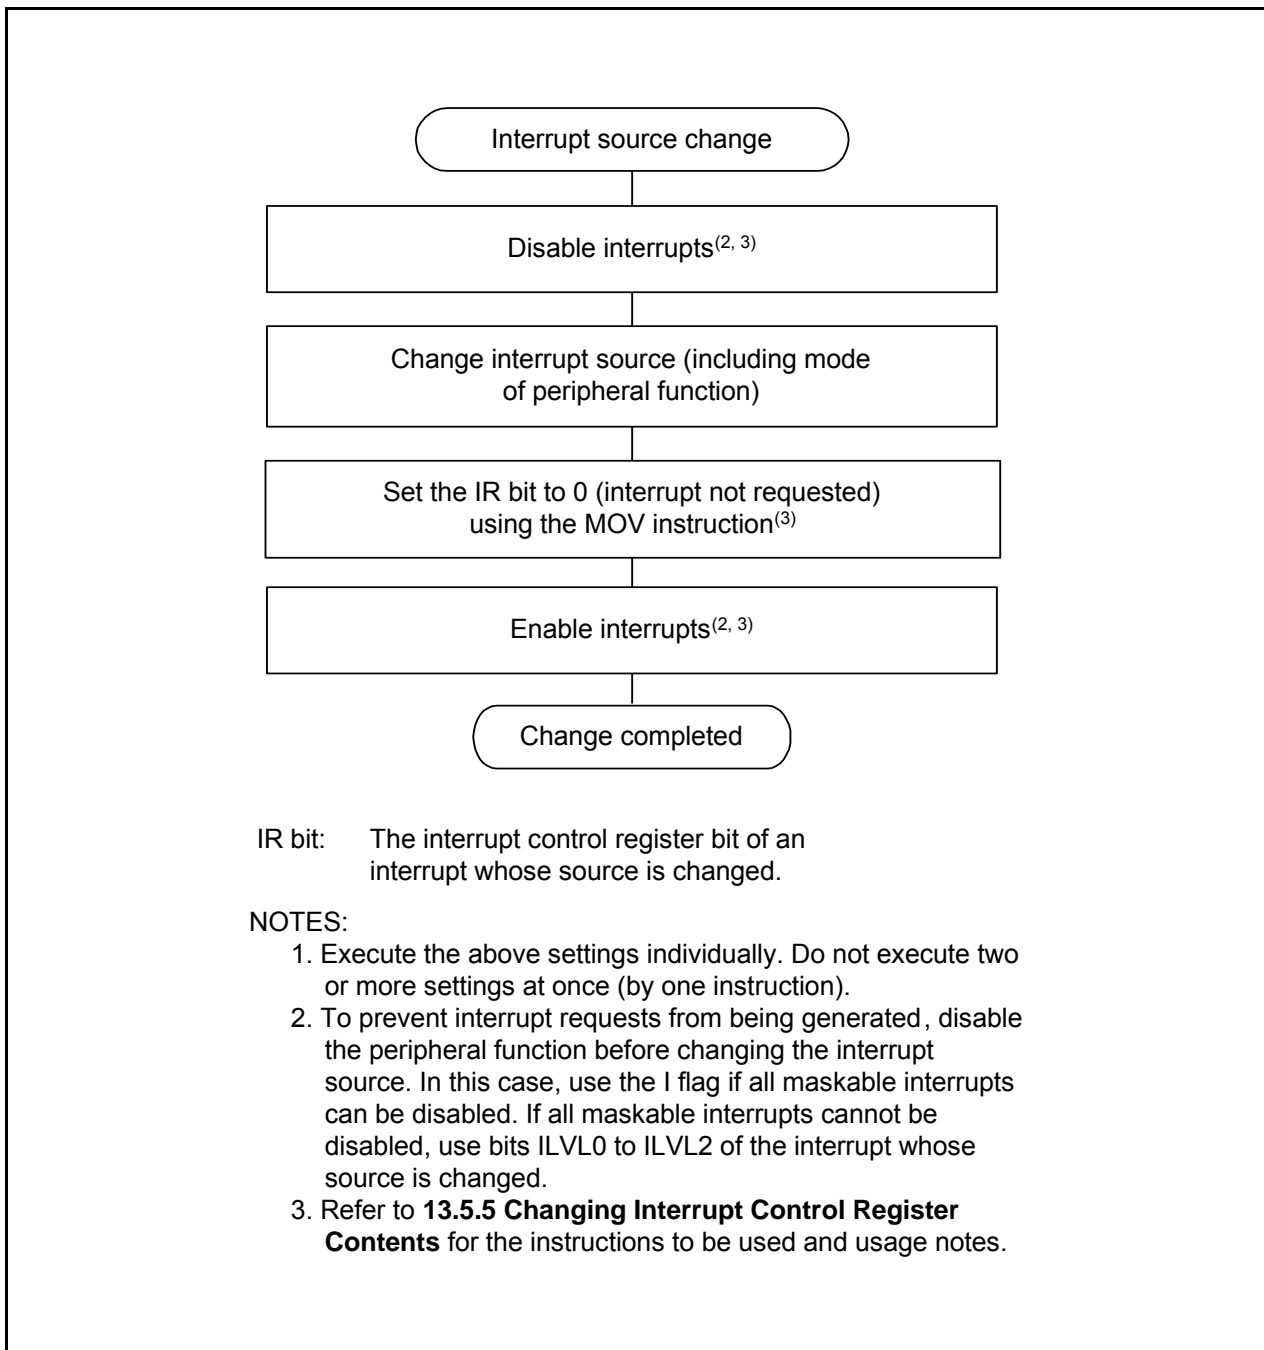 Interrupt source change
Disable interrupts(2, 3)
Change interrupt source (including mode
of peripheral function)
Set the IR bit to 0 (interrupt not requested)
using the MOV instruction(3)
Enable interrupts(2, 3)
Change completed
IR bit: The interrupt control register bit of an
interrupt whose source is changed.
NOTES:
1. Execute the above settings individually. Do not execute two
or more settings at once (by one instruction).
2. To prevent interrupt requests from being generated, disable
the peripheral function before changing the interrupt
source. In this case, use the I flag if all maskable interrupts
can be disabled. If all maskable interrupts cannot be
disabled, use bits ILVL0 to ILVL2 of the interrupt whose
source is changed.
3. Refer to 13.5.5 Changing Interrupt Control Register
Contents for the instructions to be used and usage notes.